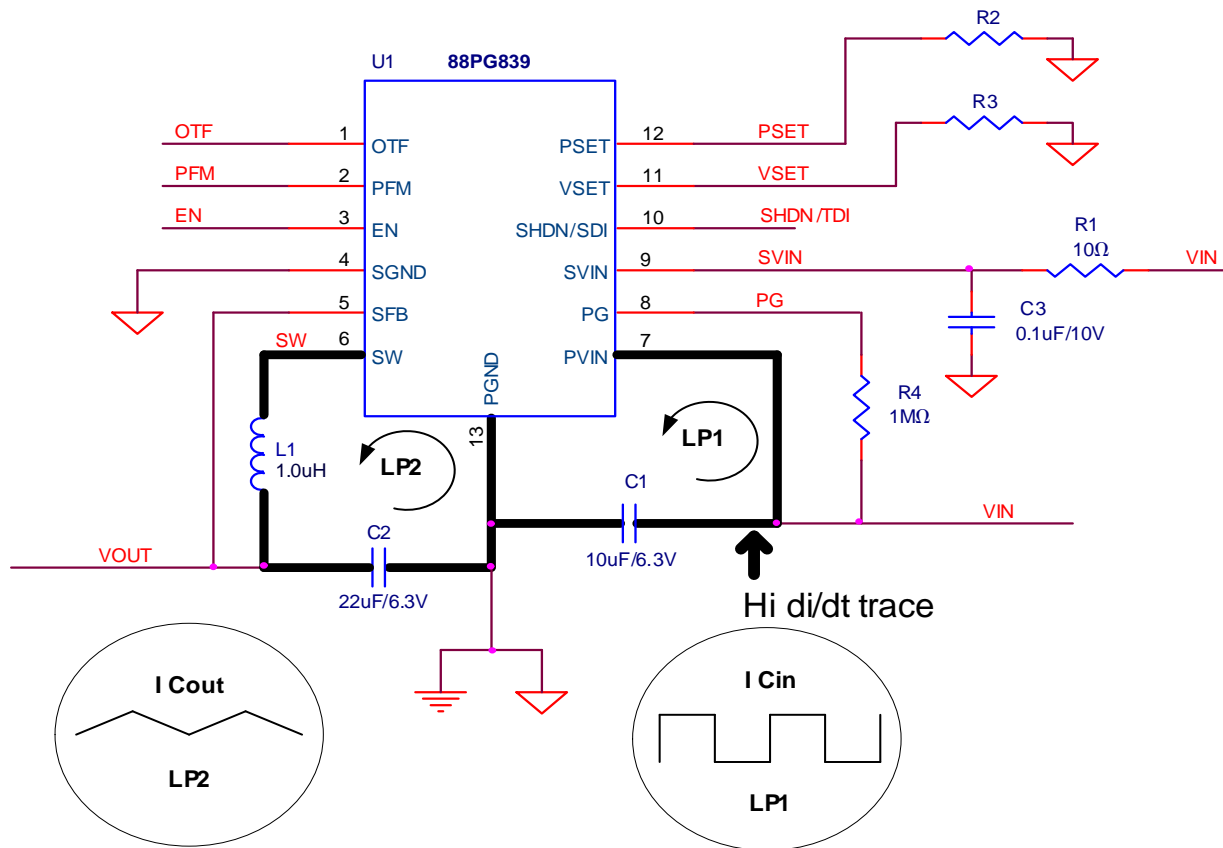 R2
U1
88PG839
R3
OTF
1
OTF
PSET
12
PSET
PFM
2
PFM
VSET
11
VSET
EN
3
EN
SHDN/SDI
10
SHDN/TDI
R1
10Ω
4
SGND
SVIN
9
SVIN
VIN
5
SFB
PG
8
PG
C3
0.1uF/10V
SW
6
SW
PGND
PVIN
7
13
R4
1MΩ
L1
1.0uH
LP2
LP1
C1
10uF/6.3V
VIN
VOUT
C2
22uF/6.3V
Hi di/dt trace
I Cout
LP2
I Cin
LP1